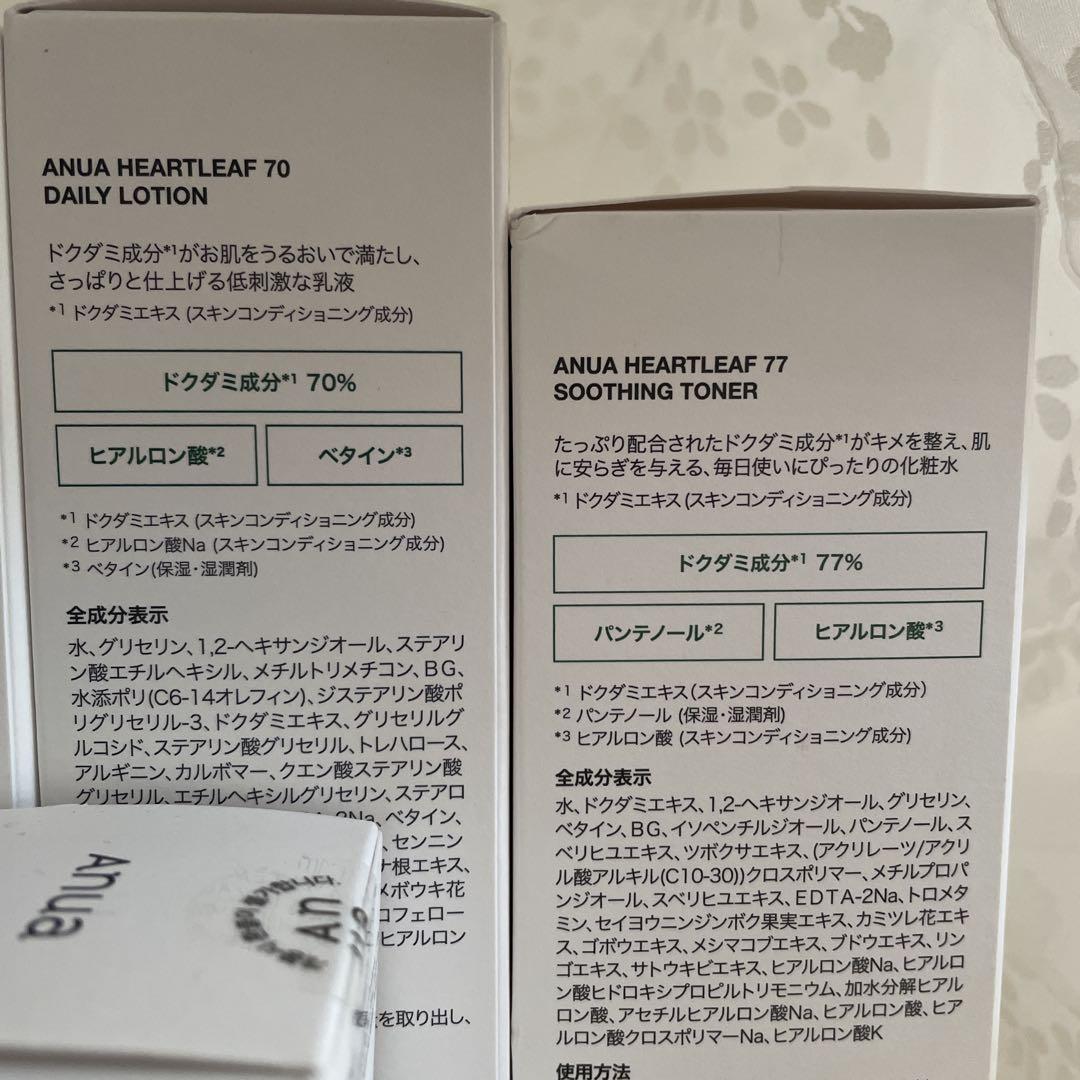 ANUA HEARTLEAF 70
DAILY LOTION
ドクダミ成分*1がお肌をうるおいで満たし、
さっぱりと仕上げる低刺激な乳液
*1 ドクダミエキス (スキンコンディショニング成分)
ドクダミ成分*1 70%
ヒアルロン酸*2
ベタイン*3
*1 ドクダミエキス (スキンコンディショニング成分)
*2 ヒアルロン酸Na (スキンコンディショニング成分)
*3 ベタイン(保湿・湿潤剤)
全成分表示
水、グリセリン、1,2-ヘキサンジオール、ステアリ
ン酸エチルヘキシル、メチルトリメチコン、BG、
水添ポリ(C6-14オレフィン)、ジステアリン酸ポ
リグリセリル-3、ドクダミエキス、グリセリルグ
ルコシド、ステアリン酸グリセリル、トレハロース、
アルギニン、カルボマー、クエン酸ステアリン酸
グリセリル、エチルヘキシルグリセリン、ステアロ
2Na、ベタイン、
、センニン
ナ根エキス、
メボウキ花
コフェロー
ヒアルロン
を取り出し、
Anua
An
ANUA HEARTLEAF 77
SOOTHING TONER
たっぷり配合されたドクダミ成分*1がキメを整え、肌
に安らぎを与える、毎日使いにぴったりの化粧水
*1 ドクダミエキス(スキンコンディショニング成分)
ドクダミ成分*1 77%
パンテノール*2
ヒアルロン酸*3
*1 ドクダミエキス(スキンコンディショニング成分)
*2 パンテノール (保湿・湿潤剤)
*3 ヒアルロン酸 (スキンコンディショニング成分)
全成分表示
水、ドクダミエキス、1,2-ヘキサンジオール、グリセリン、
ベタイン、BG、イソペンチルジオール、パンテノール、ス
ベリヒユエキス、ツボクサエキス、(アクリレーツ/アクリ
ル酸アルキル(C10-30))クロスポリマー、メチルプロパ
ンジオール、スベリヒユエキス、EDTA-2Na、トロメタ
ミン、セイヨウニンジンボク果実エキス、カミツレ花エキ
ス、ゴボウエキス、メシマコブエキス、ブドウエキス、リン
ゴエキス、サトウキビエキス、ヒアルロン酸Na、ヒアルロ
ン酸ヒドロキシプロピルトリモニウム、加水分解ヒアル
ロン酸、アセチルヒアルロン酸Na、ヒアルロン酸、ヒア
ルロン酸クロスポリマーNa、ヒアルロン酸K
使用方法